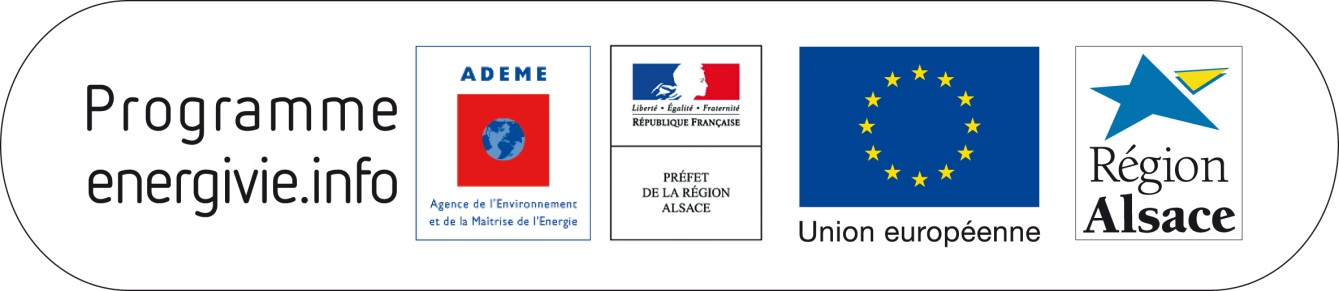 Programme
energivie.info
ADEME
Agence de l'Environnement
et de la Maîtrise de l'Energie
Liberté • Égalité • Fraternité
RÉPUBLIQUE FRANÇAISE
PRÉFET
DE LA RÉGION
ALSACE
Union européenne
Région
Alsace